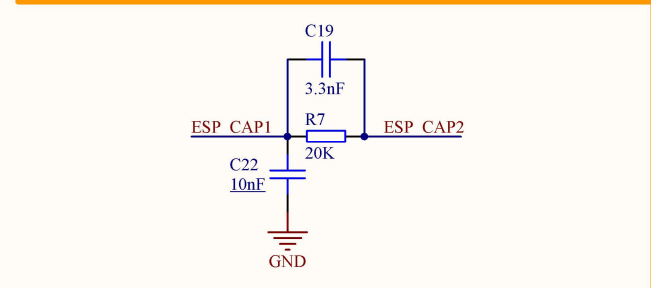 C19
3.3nF
ESP_CAP1
R7
ESP_CAP2
20K
C22
10nF
GND